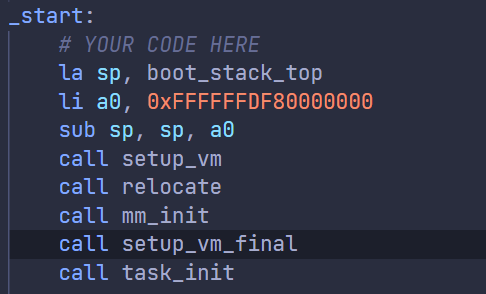 _start:
# YOUR CODE HERE
la sp, boot_stack_top
li a0, 0xFFFFFFDF80000000
sub sp, sp, a0
call setup_vm
call relocate
call mm_init
call setup_vm_final
call task_init